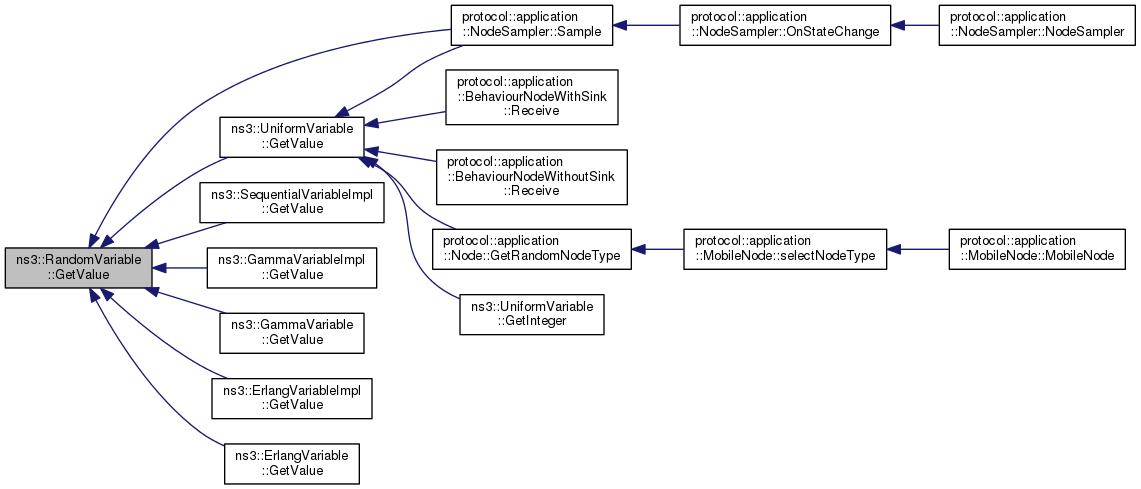 protocol::application
::NodeSampler::Sample
protocol::application
::NodeSampler::OnStateChange
protocol::application
::NodeSampler::NodeSampler
protocol::application
::BehaviourNodeWithSink
::Receive
ns3::UniformVariable
::GetValue
protocol::application
::BehaviourNodeWithoutSink
::Receive
ns3::SequentialVariableImpl
::GetValue
protocol::application
::Node::GetRandomNodeType
protocol::application
::MobileNode::selectNodeType
protocol::application
::MobileNode::MobileNode
ns3::RandomVariable
::GetValue
ns3::GammaVariableImpl
::GetValue
ns3::UniformVariable
::GetInteger
ns3::GammaVariable
::GetValue
ns3::ErlangVariableImpl
::GetValue
ns3::ErlangVariable
::GetValue